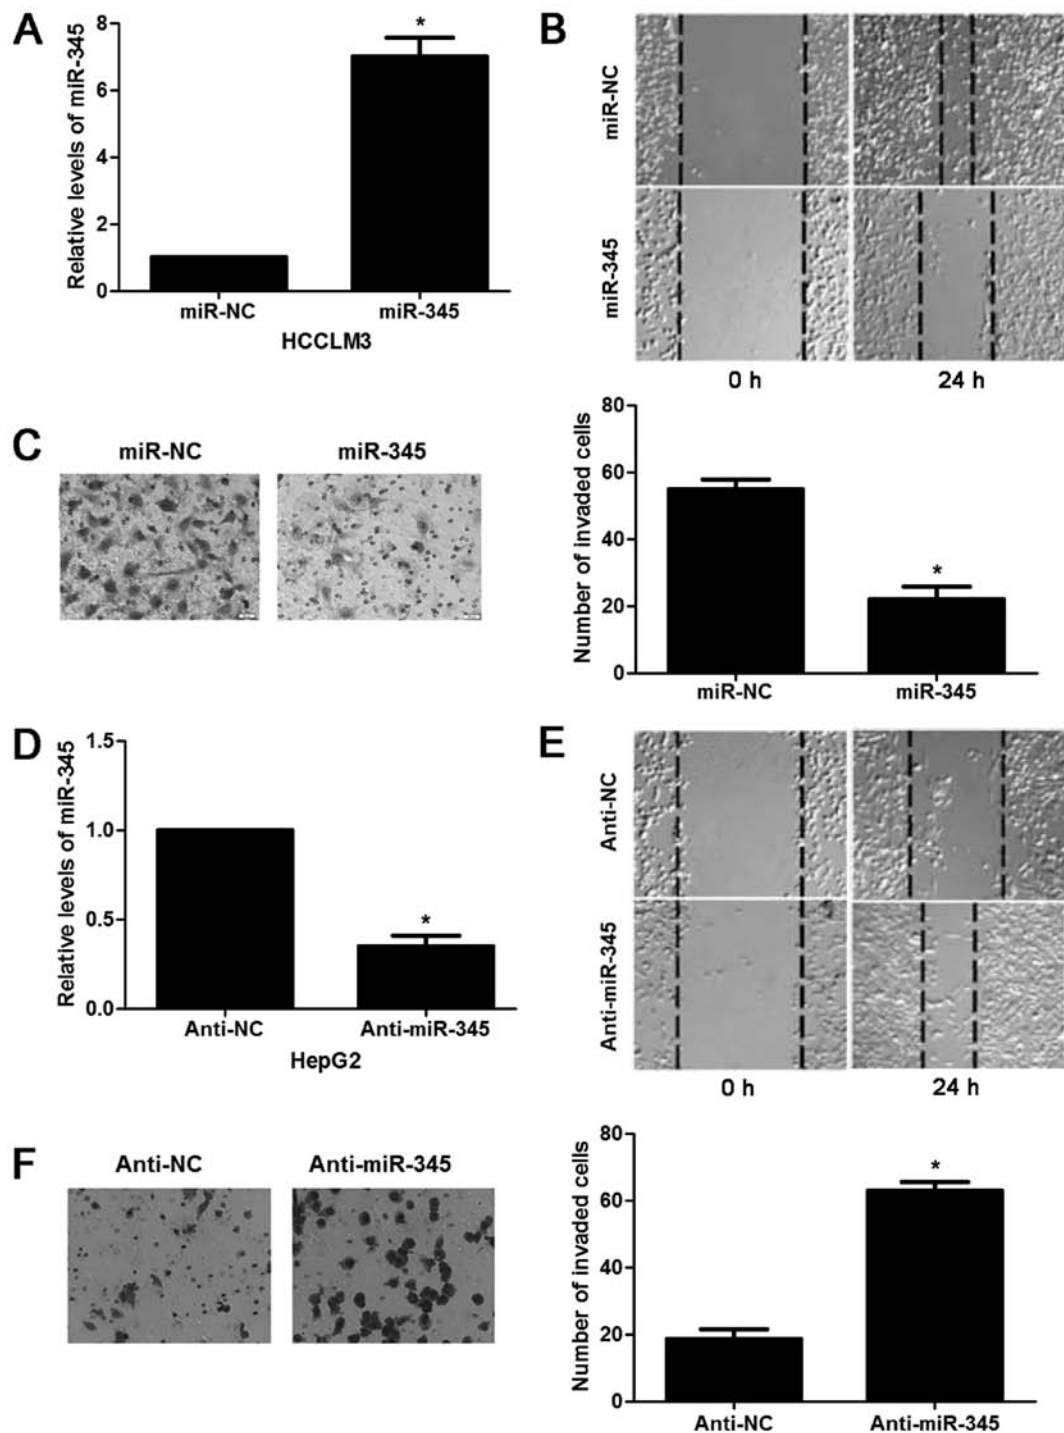 A
Relative levels of miR-345
8
6
4
2
0
*
miR-NC
miR-345
HCCLM3
B
miR-NC
miR-345
0 h
24 h
C
miR-NC
miR-345
Number of invaded cells
80
60
40
20
0
*
miR-NC
miR-345
D
Relative levels of miR-345
1.5
1.0
0.5
0.0
*
Anti-NC
Anti-miR-345
HepG2
E
Anti-NC
Anti-miR-345
0 h
24 h
F
Anti-NC
Anti-miR-345
Number of invaded cells
80
60
40
20
0
*
Anti-NC
Anti-miR-345